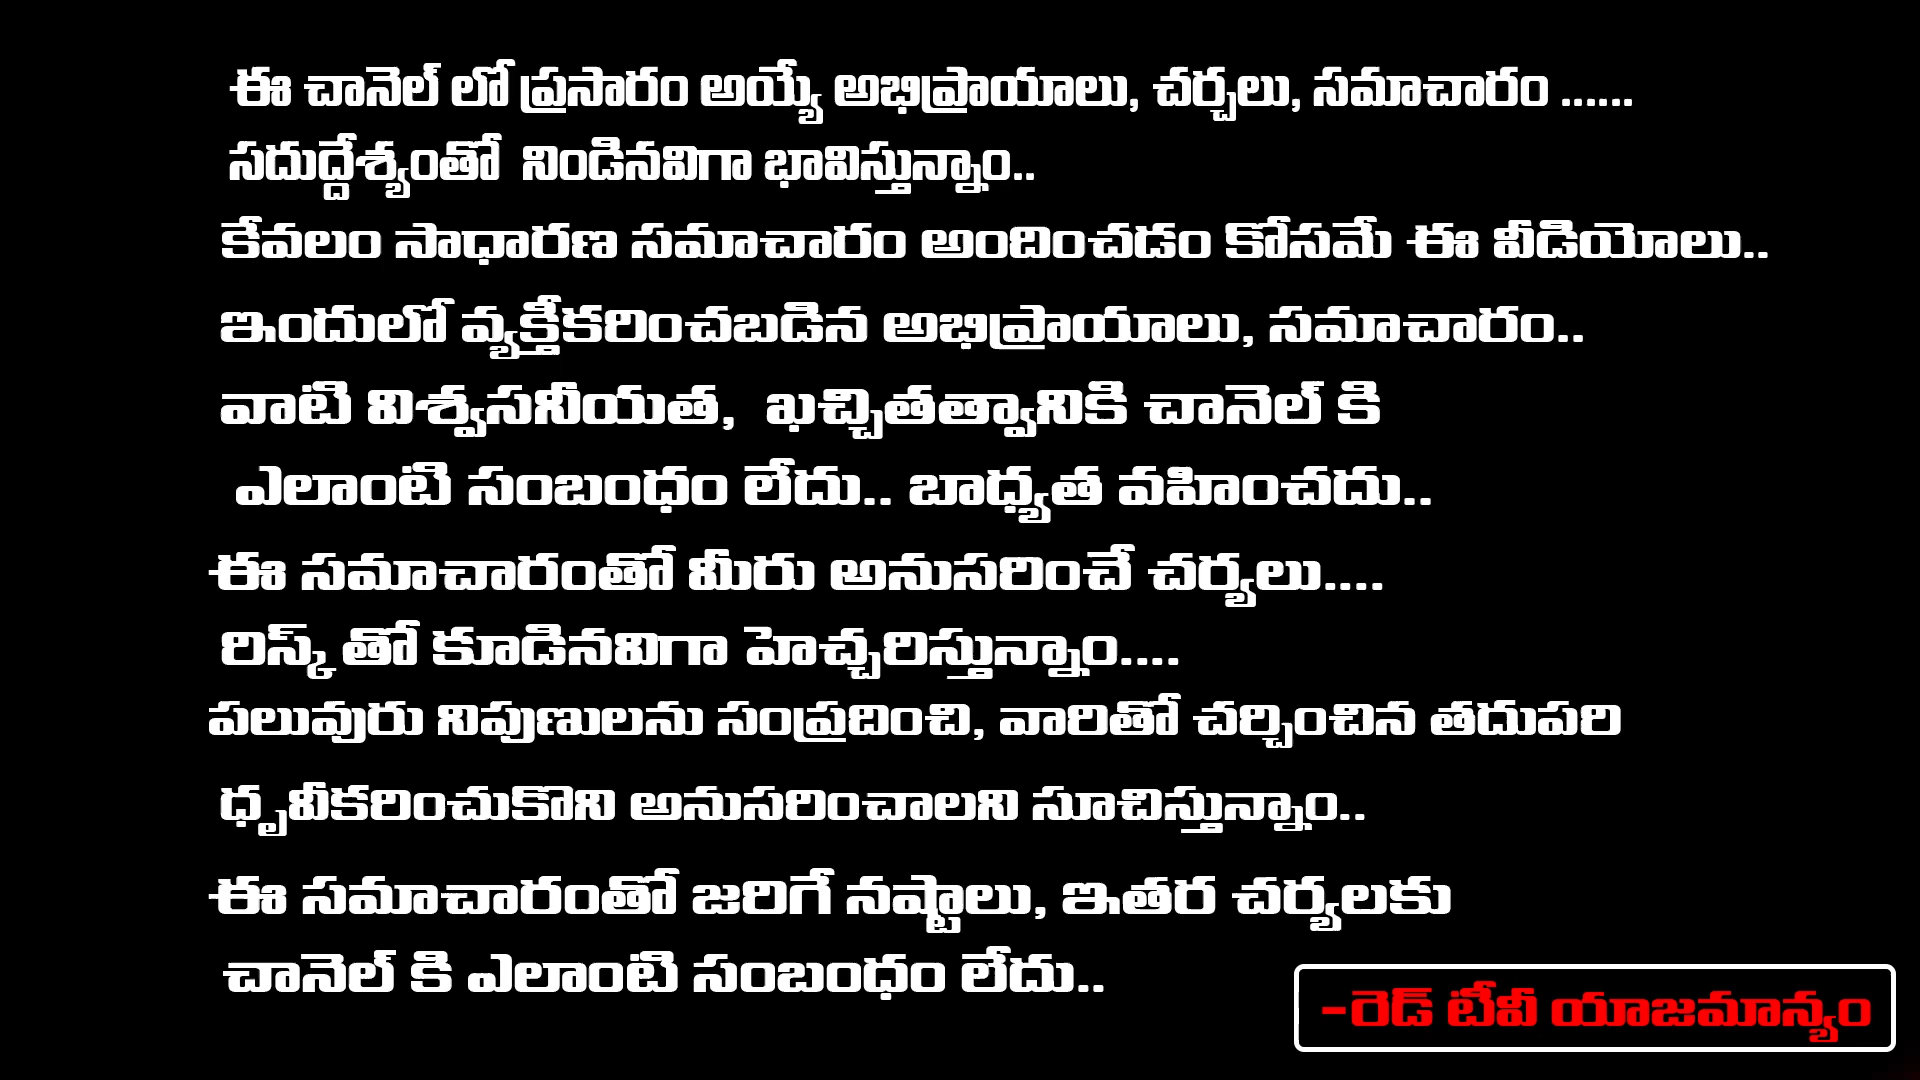 ఈ చానెల్ లో ప్రసారం అయ్యే అభిప్రాయాలు, చర్చలు, సమాచారం ......
సదుద్దేశ్యంతో నిండినవిగా భావిస్తున్నాం..
కేవలం సాధారణ సమాచారం అందించడం కోసమే ఈ వీడియోలు..
ఇందులో వ్యక్తీకరించబడిన అభిప్రాయాలు, సమాచారం..
వాటి విశ్వసనీయత, ఖచ్చితత్వానికి చానెల్ కి
ఎలాంటి సంబంధం లేదు.. బాధ్యత వహించదు..
ఈ సమాచారంతో మీరు అనుసరించే చర్యలు....
రిస్క్ తో కూడినవిగా హెచ్చరిస్తున్నాం....
పలువురు నిపుణులను సంప్రదించి, వారితో చర్చించిన తదుపరి
ధృవీకరించుకొని అనుసరించాలని సూచిస్తున్నాం..
ఈ సమాచారంతో జరిగే నష్టాలు, ఇతర చర్యలకు
చానెల్ కి ఎలాంటి సంబంధం లేదు..
-రెడ్ టీవీ యాజమాన్యం